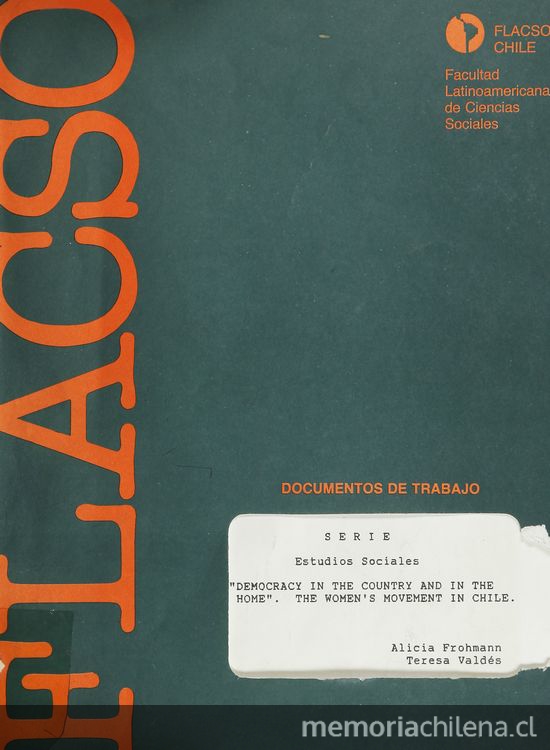 FLACSO
FLACSO
CHILE
Facultad
Latinoamericana
de Ciencias
Sociales
DOCUMENTOS DE TRABAJO
S E R I E
Estudios Sociales
"DEMOCRACY IN THE COUNTRY AND IN THE
HOME". THE WOMEN'S MOVEMENT IN CHILE.
Alicia Frohmann
Teresa Valdés
memoriachilena.cl